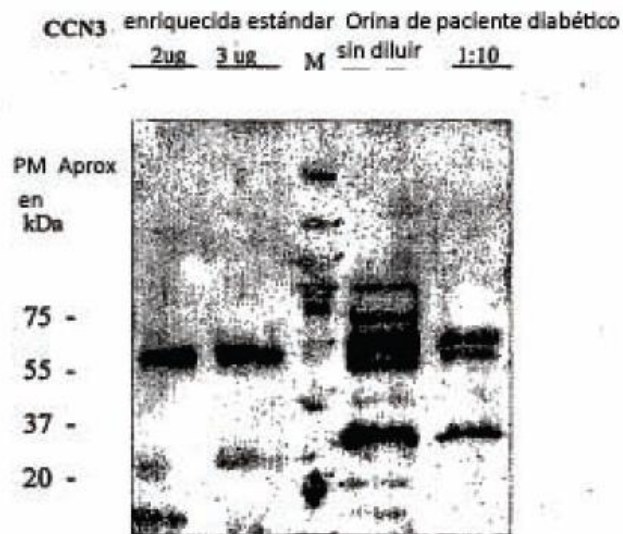 CCN3 enriquecida estándar Orina de paciente diabético
2ug 3 ug M sin diluir 1:10
PM Aprox
en
kDa
75 -
55 -
37 -
20 -